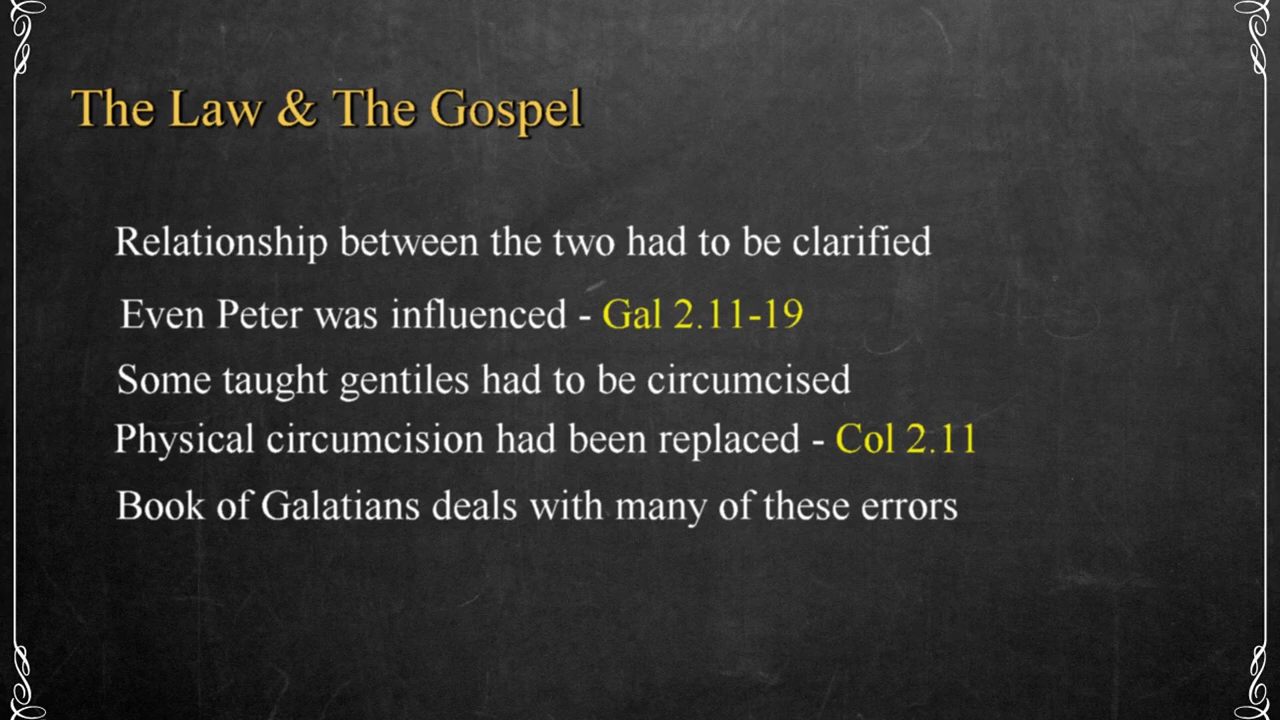 The Law & The Gospel
Relationship between the two had to be clarified
Even Peter was influenced - Gal 2.11-19
Some taught gentiles had to be circumcised
Physical circumcision had been replaced - Col 2.11
Book of Galatians deals with many of these errors